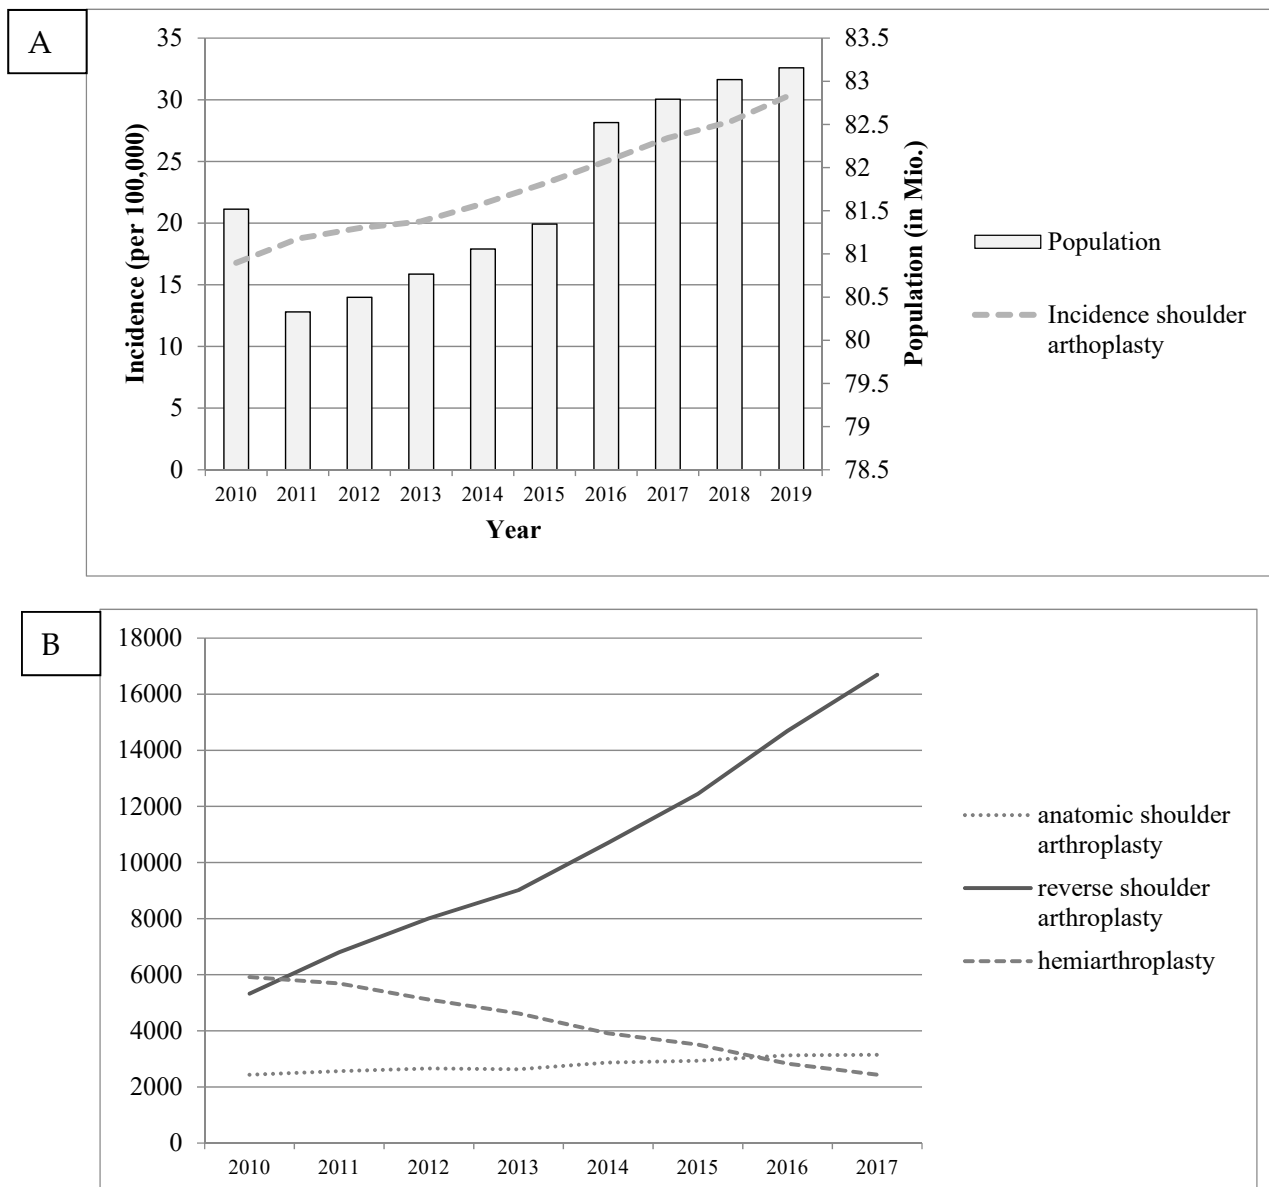 A
Incidence (per 100,000)
35
30
25
20
15
10
5
0
83.5
83
82.5
82
81.5
81
80.5
80
79.5
79
78.5
Population (in Mio.)
2010 2011 2012 2013 2014 2015 2016 2017 2018 2019
Year
Population
Incidence shoulder
arthoplasty
B
18000
16000
14000
12000
10000
8000
6000
4000
2000
0
2010 2011 2012 2013 2014 2015 2016 2017
anatomic shoulder
arthroplasty
reverse shoulder
arthroplasty
hemiarthroplasty